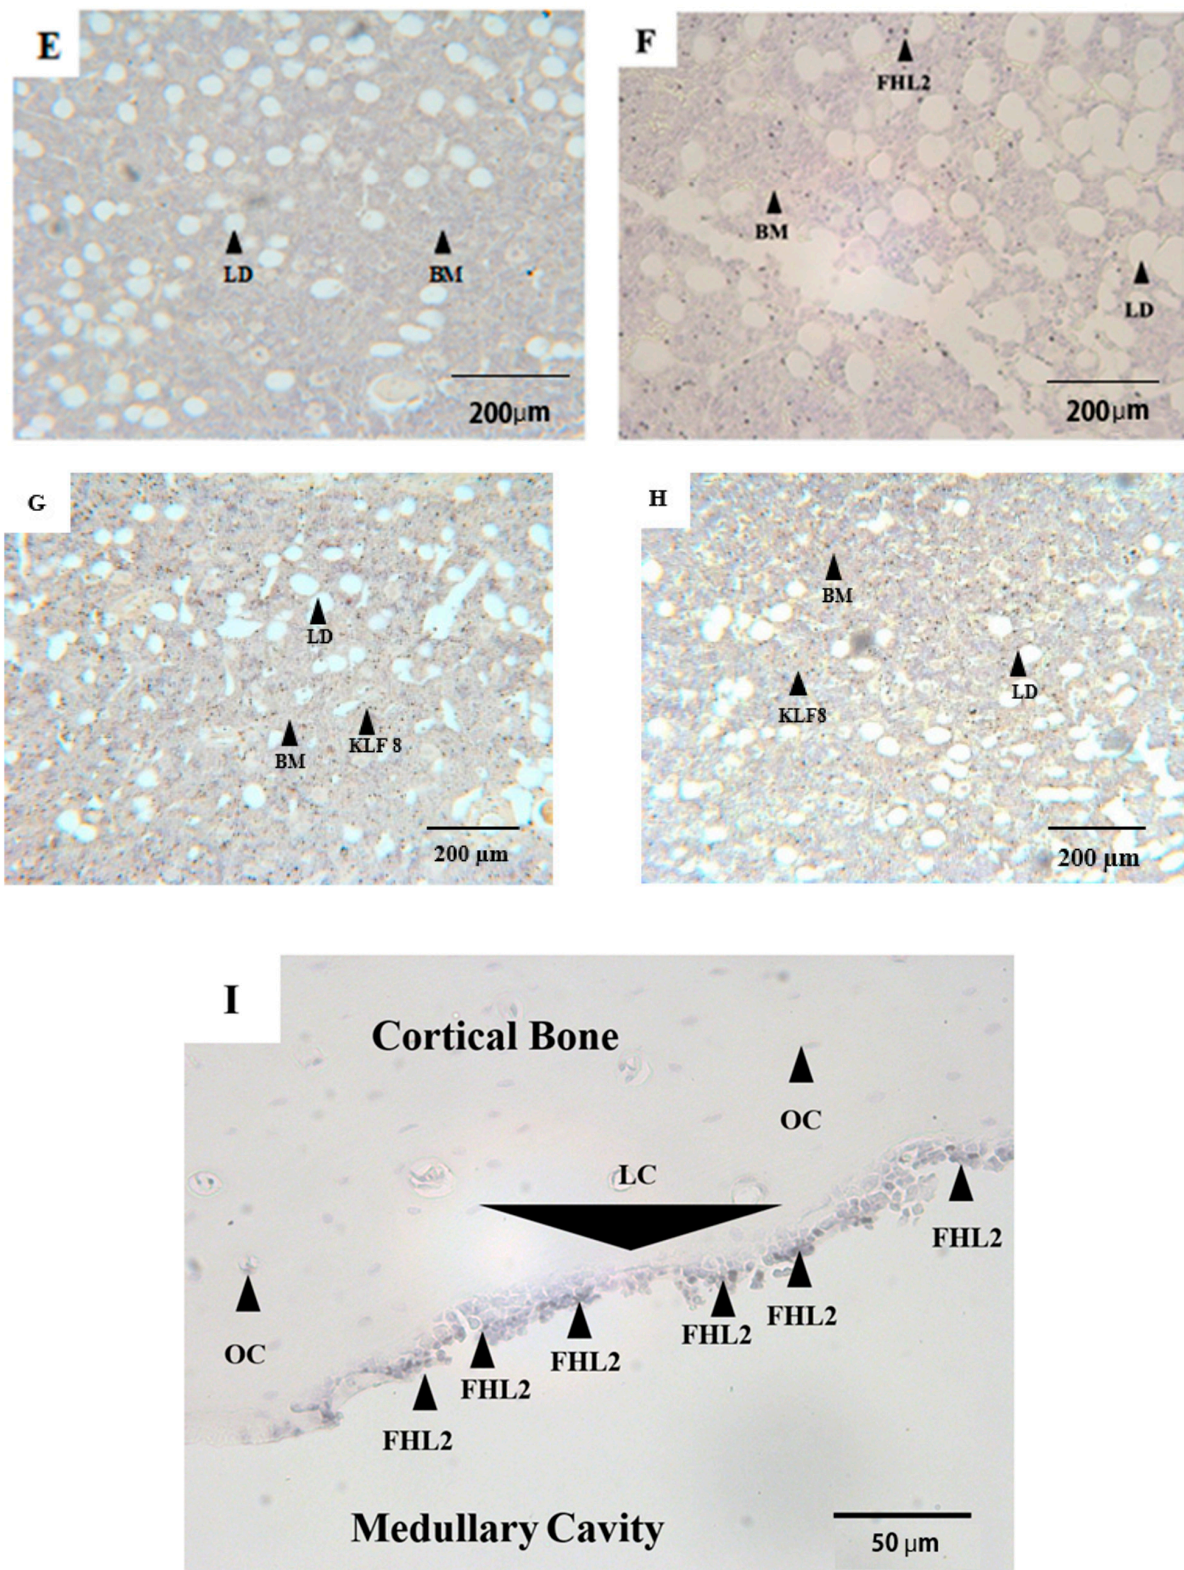 E
LD
BM
200μm
F
FHL2
BM
LD
200μm
G
LD
BM
KLF 8
200 μm
H
BM
KLF8
LD
200 μm
I
Cortical Bone
OC
LC
FHL2
OC
FHL2
FHL2
FHL2
FHL2
FHL2
Medullary Cavity
50 μm